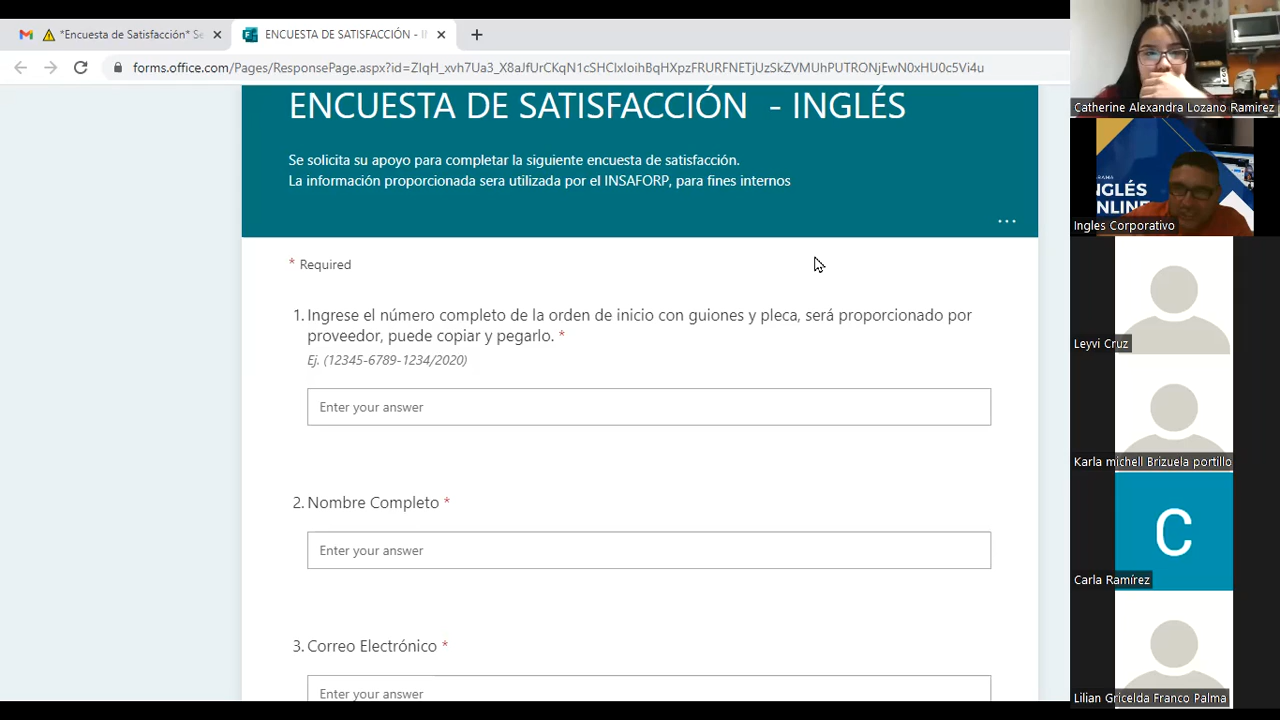 *Encuesta de Satisfacción* Se
ENCUESTA DE SATISFACCIÓN - I
forms.office.com/Pages/ResponsePage.aspx?id=ZIqH_xvh7Ua3_X8aJfUrCKqN1cSHCIxIoihBqHXpzFRURFNETjUzSkZVMUhPUTRONjEwN0xHU0c5Vi4u
ENCUESTA DE SATISFACCIÓN - INGLÉS
Se solicita su apoyo para completar la siguiente encuesta de satisfacción.
La información proporcionada sera utilizada por el INSAFORP, para fines internos
...
* Required
1. Ingrese el número completo de la orden de inicio con guiones y pleca, será proporcionado por
proveedor, puede copiar y pegarlo. *
Ej. (12345-6789-1234/2020)
Enter your answer
2. Nombre Completo *
Enter your answer
3. Correo Electrónico *
Enter your answer
Catherine Alexandra Lozano Ramirez
NGLÉS
NLINE
Ingles Corporativo
Leyvi Cruz
Karla michell Brizuela portillo
C
Carla Ramírez
Lilian Gricelda Franco Palma